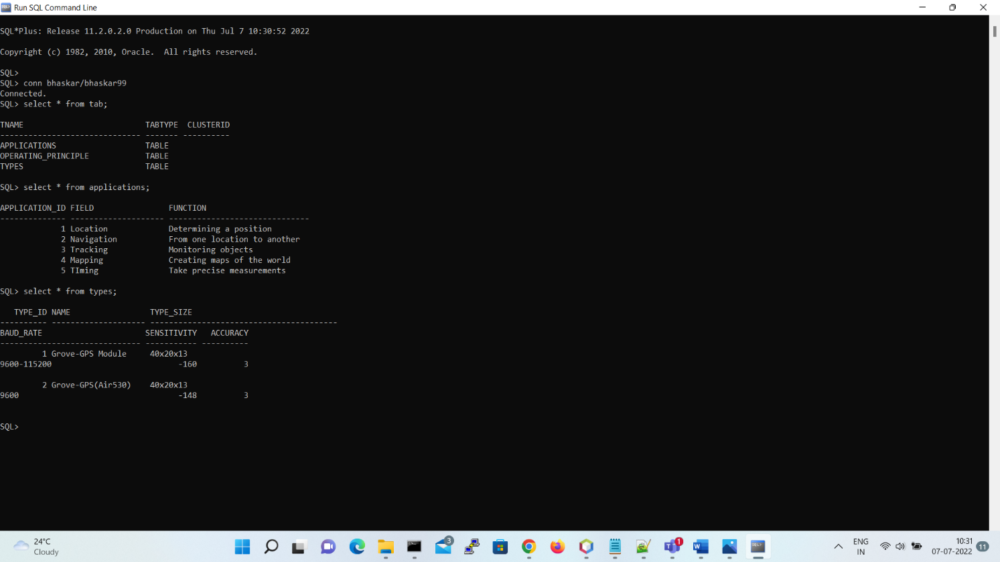 Run SQL Command Line
SQL*Plus: Release 11.2.0.2.0 Production on Thu Jul 7 10:30:52 2022
Copyright (c) 1982, 2010, Oracle.  All rights reserved.
SQL>
SQL> conn bhaskar/bhaskar99
Connected.
SQL> select * from tab;
TNAME                          TABTYPE  CLUSTERID
------------------------------ ------- ----------
APPLICATIONS                   TABLE
OPERATING_PRINCIPLE            TABLE
TYPES                          TABLE
SQL> select * from applications;
APPLICATION_ID FIELD                FUNCTION
-------------- -------------------- ------------------------------
             1 Location             Determining a position
             2 Navigation           From one location to another
             3 Tracking             Monitoring objects
             4 Mapping              Creating maps of the world
             5 TIming               Take precise measurements
SQL> select * from types;
   TYPE_ID NAME                 TYPE_SIZE
---------- -------------------- ----------------------------------------
BAUD_RATE                      SENSITIVITY   ACCURACY
------------------------------ ----------- ----------
         1 Grove-GPS Module     40x20x13
9600-115200                           -160          3
         2 Grove-GPS(Air530)    40x20x13
9600                                  -148          3
SQL>
24°C
Cloudy
3
1
ENG
IN
10:31
07-07-2022
11